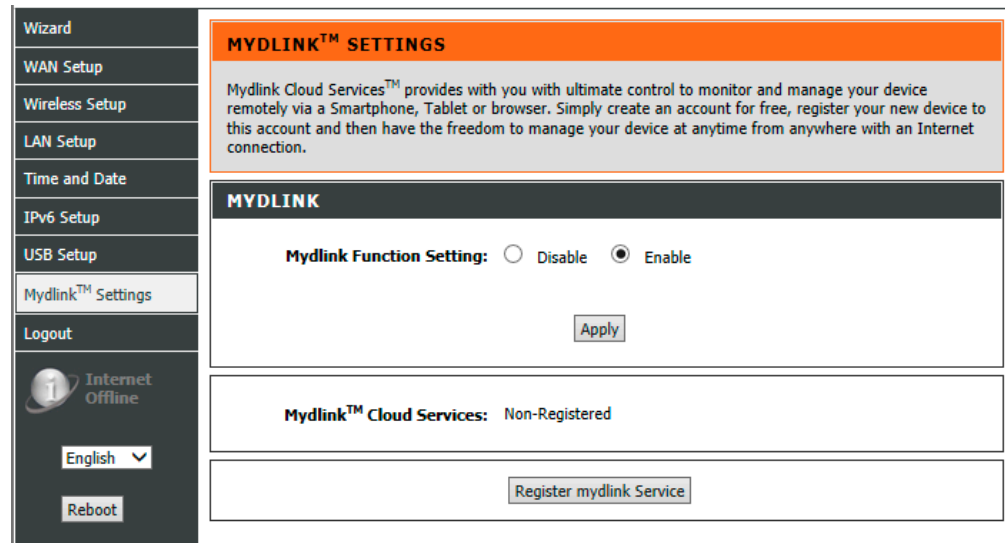 Wizard
WAN Setup
Wireless Setup
LAN Setup
Time and Date
IPv6 Setup
USB Setup
Mydlink™ Settings
Logout
Internet
Offline
English
Reboot
MYDLINK™ SETTINGS
Mydlink Cloud Services™ provides with you with ultimate control to monitor and manage your device
remotely via a Smartphone, Tablet or browser. Simply create an account for free, register your new device to
this account and then have the freedom to manage your device at anytime from anywhere with an Internet
connection.
MYDLINK
Mydlink Function Setting: Disable Enable
Apply
Mydlink™ Cloud Services: Non-Registered
Register mydlink Service